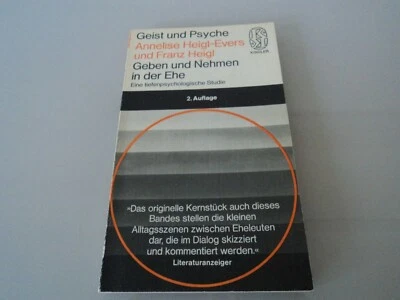 Geist und Psyche
Annelise Heigl-Evers
und Franz Heigl
Geben und Nehmen
in der Ehe
Eine tiefenpsychologische Studie
KINDLER
2. Auflage
»Das originelle Kernstück auch dieses
Bandes stellen die kleinen
Alltagsszenen zwischen Eheleuten
dar, die im Dialog skizziert
und kommentiert werden.«
Literaturanzeiger